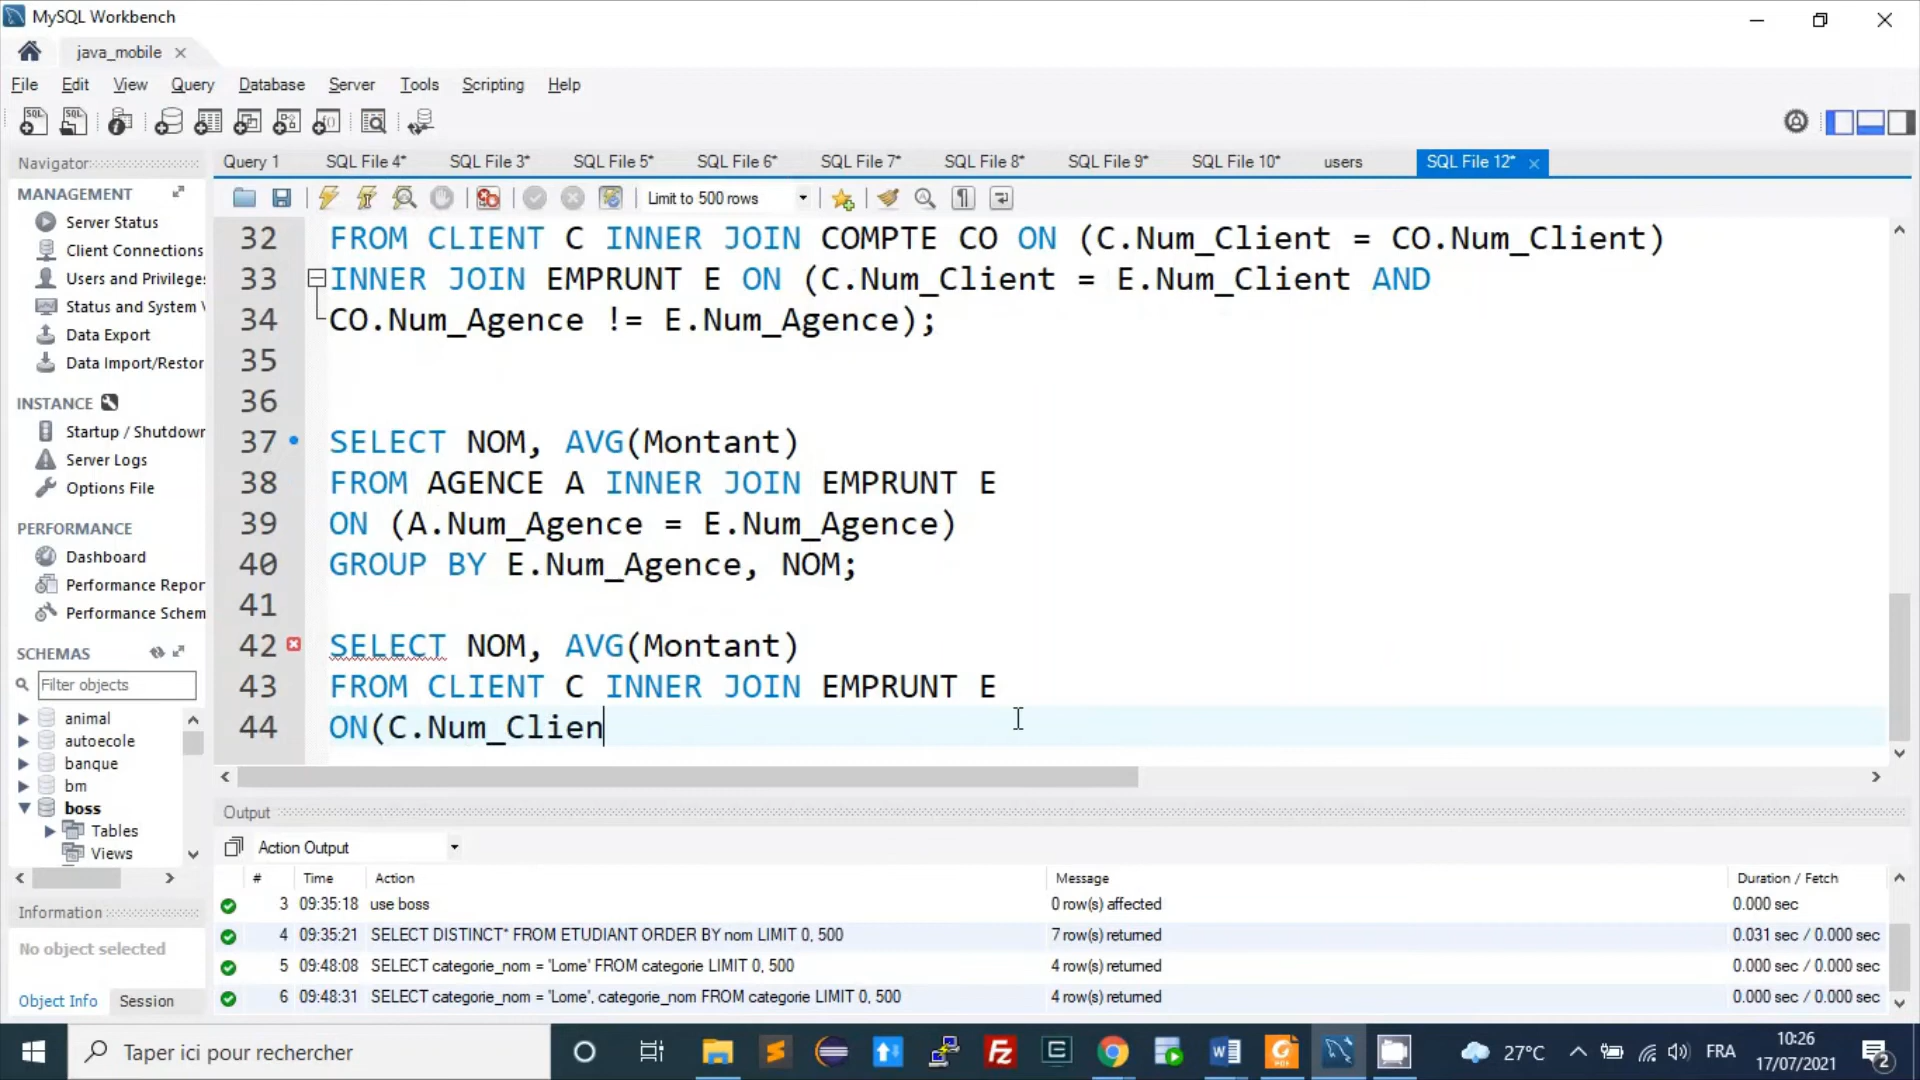 MySQL Workbench
java_mobile
File Edit View Query Database Server Tools Scripting Help
Navigator
Query 1 SQL File 4* SQL File 3* SQL File 5* SQL File 6* SQL File 7* SQL File 8* SQL File 9* SQL File 10* users SQL File 12*
MANAGEMENT
Server Status
Client Connections
Users and Privilege
Status and System V
Data Export
Data Import/Restor
INSTANCE
Startup / Shutdowr
Server Logs
Options File
PERFORMANCE
Dashboard
Performance Repor
Performance Schem
SCHEMAS
Filter objects
animal
autoecole
banque
bm
boss
Tables
Views
Information
No object selected
Object Info Session
Limit to 500 rows
32 FROM CLIENT C INNER JOIN COMPTE CO ON (C.Num_Client = CO.Num_Client)
33 INNER JOIN EMPRUNT E ON (C.Num_Client = E.Num_Client AND
34 CO.Num_Agence != E.Num_Agence);
35
36
37 SELECT NOM, AVG(Montant)
38 FROM AGENCE A INNER JOIN EMPRUNT E
39 ON (A.Num_Agence = E.Num_Agence)
40 GROUP BY E.Num_Agence, NOM;
41
42 SELECT NOM, AVG(Montant)
43 FROM CLIENT C INNER JOIN EMPRUNT E
44 ON(C.Num_Clien
Output
Action Output
# Time Action Message Duration / Fetch
3 09:35:18 use boss 0 row(s) affected 0.000 sec
4 09:35:21 SELECT DISTINCT* FROM ETUDIANT ORDER BY nom LIMIT 0, 500 7 row(s) returned 0.031 sec / 0.000 sec
5 09:48:08 SELECT categorie_nom = 'Lome' FROM categorie LIMIT 0, 500 4 row(s) returned 0.000 sec / 0.000 sec
6 09:48:31 SELECT categorie_nom = 'Lome', categorie_nom FROM categorie LIMIT 0, 500 4 row(s) returned 0.000 sec / 0.000 sec
Taper ici pour rechercher
27°C
FRA
10:26
17/07/2021
2